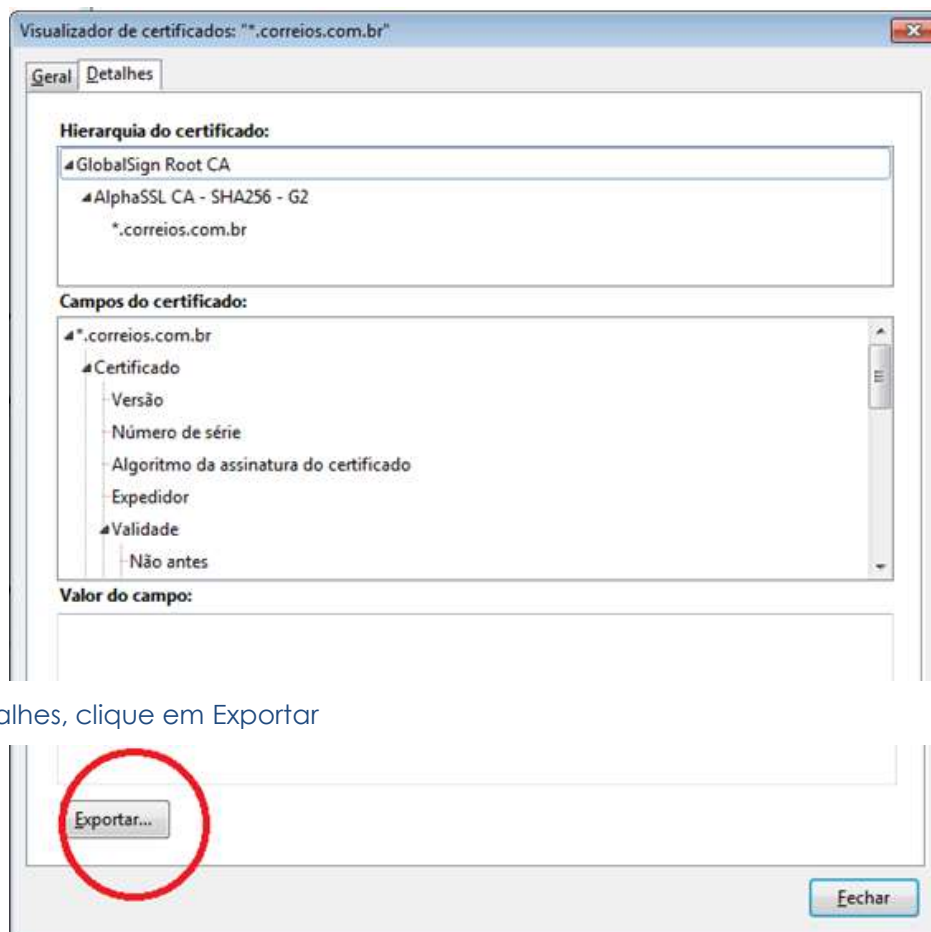 Visualizador de certificados: "*.correios.com.br"
Geral Detalhes
Hierarquia do certificado:
GlobalSign Root CA
AlphaSSL CA - SHA256 - G2
*.correios.com.br
Campos do certificado:
*.correios.com.br
Certificado
Versão
Número de série
Algoritmo da assinatura do certificado
Expedidor
Validade
Não antes
Valor do campo:
alhes, clique em Exportar
Exportar...
Fechar